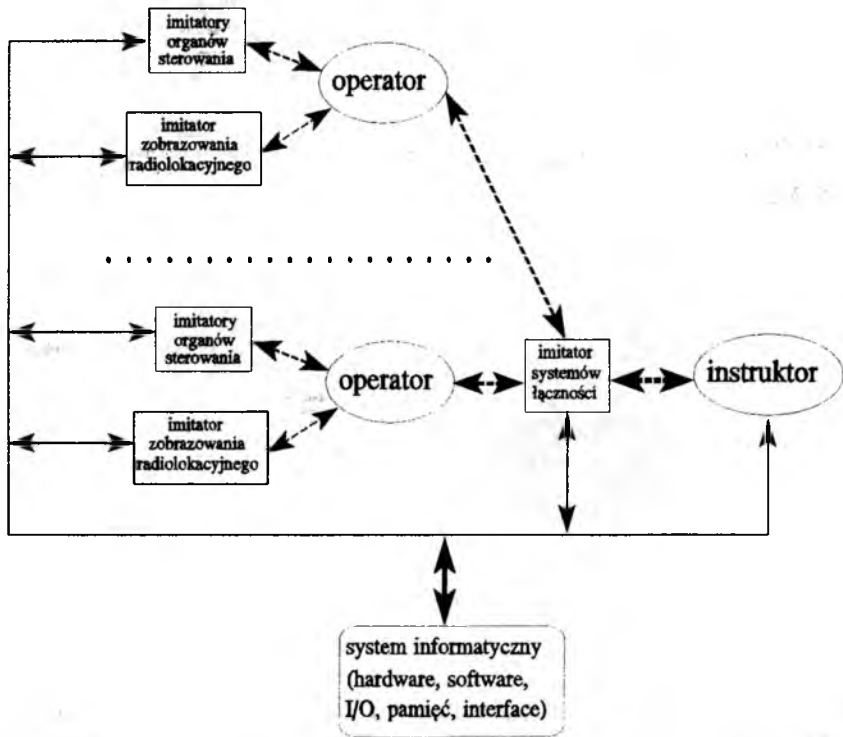 imitatory
organów
sterowania
operator
imitator
zobrazowania
radiolokacyjnego
imitatory
organów
sterowania
operator
imitator
systemów
łączności
instruktor
imitator
zobrazowania
radiolokacyjnego
system informatyczny
(hardware, software,
I/O, pamięć, interface)